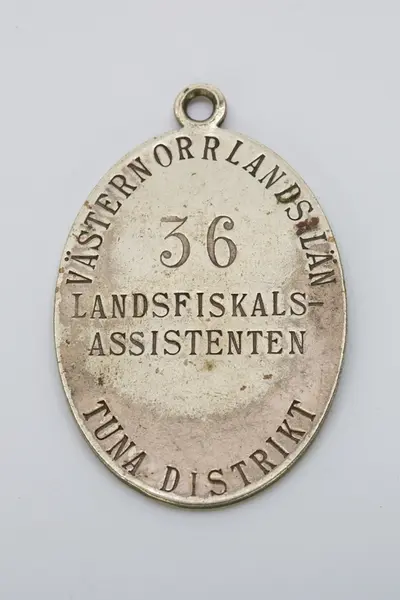 VÄSTERNORRLANDS LÄN
36
LANDSFISKALS-
ASSISTENTEN
TUNA DISTRIKT